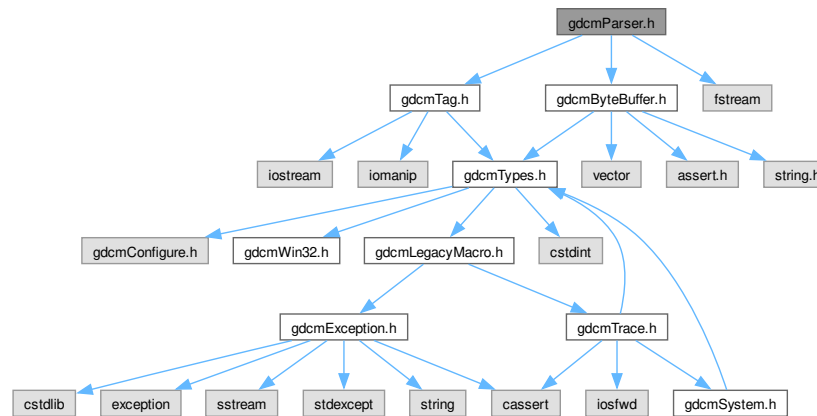 gdcmParser.h
gdcmTag.h
gdcmByteBuffer.h
fstream
iostream
iomanip
gdcmTypes.h
vector
assert.h
string.h
gdcmConfigure.h
gdcmWin32.h
gdcmLegacyMacro.h
cstdint
gdcmException.h
gdcmTrace.h
cstdlib
exception
sstream
stdexcept
string
cassert
iosfwd
gdcmSystem.h